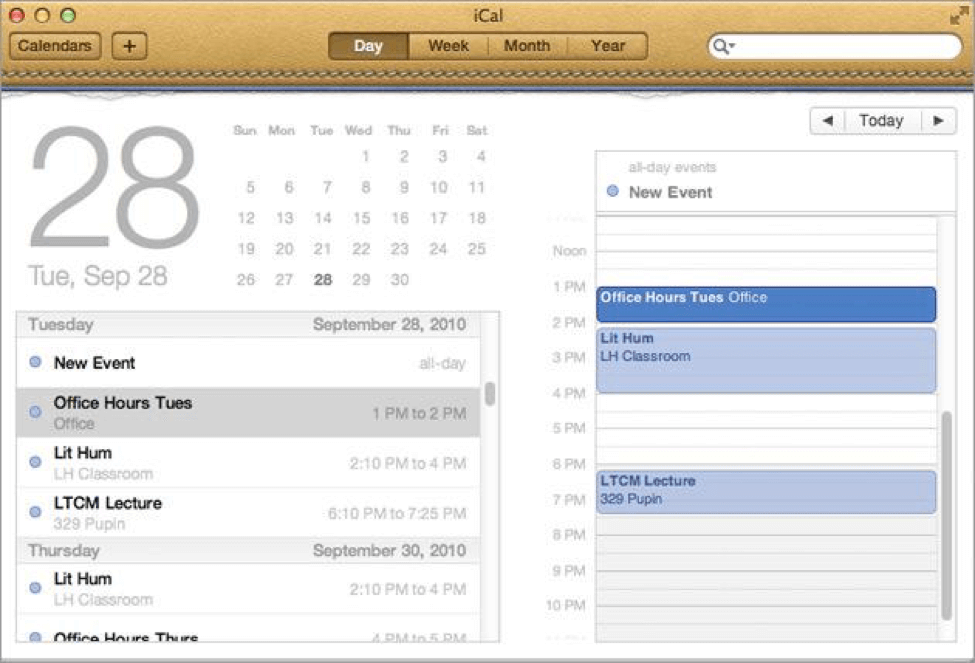 iCal
Calendars + Day Week Month Year
28
Tue, Sep 28
Sun Mon Tue Wed Thu Fri Sat
1 2 3 4
5 6 7 8 9 10 11
12 13 14 15 16 17 18
19 20 21 22 23 24 25
26 27 28 29 30
Tuesday September 28, 2010
New Event all-day
Office Hours Tues 1 PM to 2 PM
Office
Lit Hum 2:10 PM to 4 PM
LH Classroom
LTCM Lecture 6:10 PM to 7:25 PM
329 Pupin
Thursday September 30, 2010
Lit Hum 2:10 PM to 4 PM
LH Classroom
Office Hours Thurs 4 PM to 5 PM
◀ Today ▶
all-day events
New Event
Noon
1 PM
Office Hours Tues Office
2 PM
Lit Hum
LH Classroom
3 PM
4 PM
5 PM
6 PM
LTCM Lecture
329 Pupin
7 PM
8 PM
9 PM
10 PM